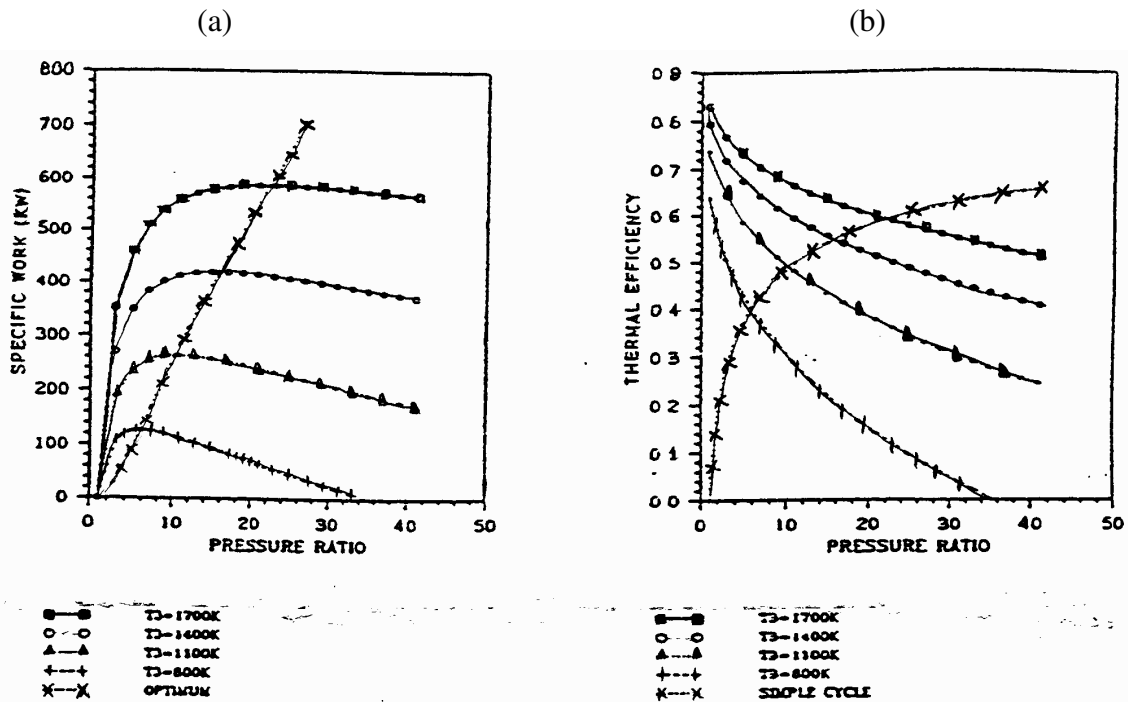 (a)
800
700
600
500
400
300
200
100
0
SPECIFIC WORK (KW)
0 10 20 30 40 50
PRESSURE RATIO
T3=1700K
T3=1400K
T3=1100K
T3=800K
OPTIMUM
(b)
0.9
0.8
0.7
0.6
0.5
0.4
0.3
0.2
0.1
0.0
THERMAL EFFICIENCY
0 10 20 30 40 50
PRESSURE RATIO
T3=1700K
T3=1400K
T3=1100K
T3=800K
SIMPLE CYCLE